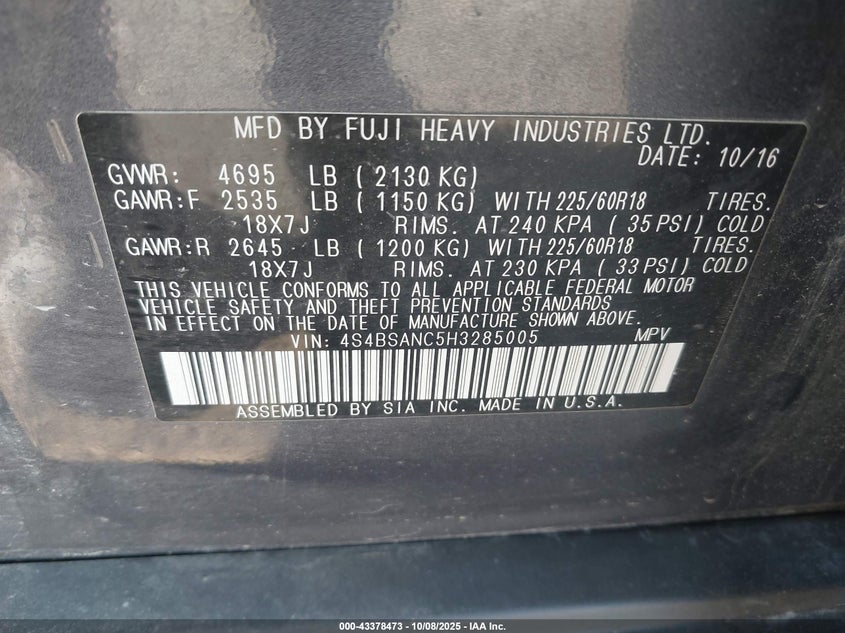 MFD BY FUJI HEAVY INDUSTRIES LTD.
DATE: 10/16
GVWR: 4695 LB ( 2130 KG)
GAWR:F 2535 LB ( 1150 KG) WITH 225/60R18 TIRES.
18X7J RIMS. AT 240 KPA ( 35 PSI) COLD
GAWR:R 2645 LB ( 1200 KG) WITH 225/60R18 TIRES.
18X7J RIMS. AT 230 KPA ( 33 PSI) COLD
THIS VEHICLE CONFORMS TO ALL APPLICABLE FEDERAL MOTOR
VEHICLE SAFETY AND THEFT PREVENTION STANDARDS
IN EFFECT ON THE DATE OF MANUFACTURE SHOWN ABOVE.
VIN: 4S4BSANC5H3285005 MPV
ASSEMBLED BY SIA INC. MADE IN U.S.A.
000-43378473 - 10/08/2025 - IAA Inc.